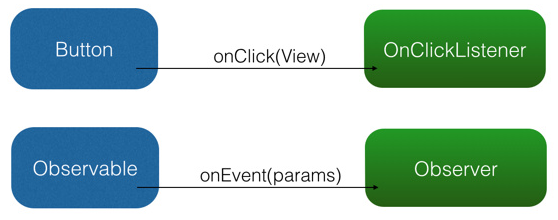 Button
onClick(View)
OnClickListener
Observable
onEvent(params)
Observer